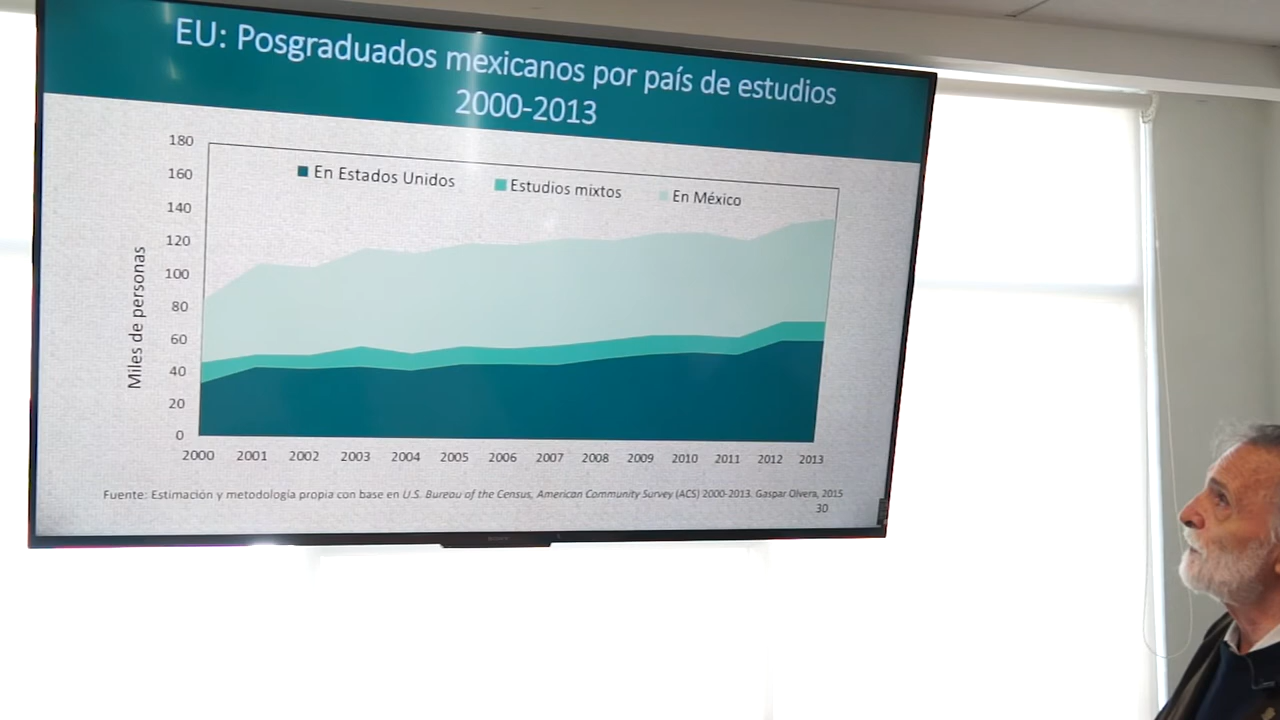 EU: Posgraduados mexicanos por país de estudios
2000-2013
180
160
140
120
100
80
60
40
20
0
Miles de personas
En Estados Unidos Estudios mixtos En México
2000 2001 2002 2003 2004 2005 2006 2007 2008 2009 2010 2011 2012 2013
Fuente: Estimación y metodología propia con base en U.S. Bureau of the Census, American Community Survey (ACS) 2000-2013. Gaspar Olvera, 2015
30
SONY